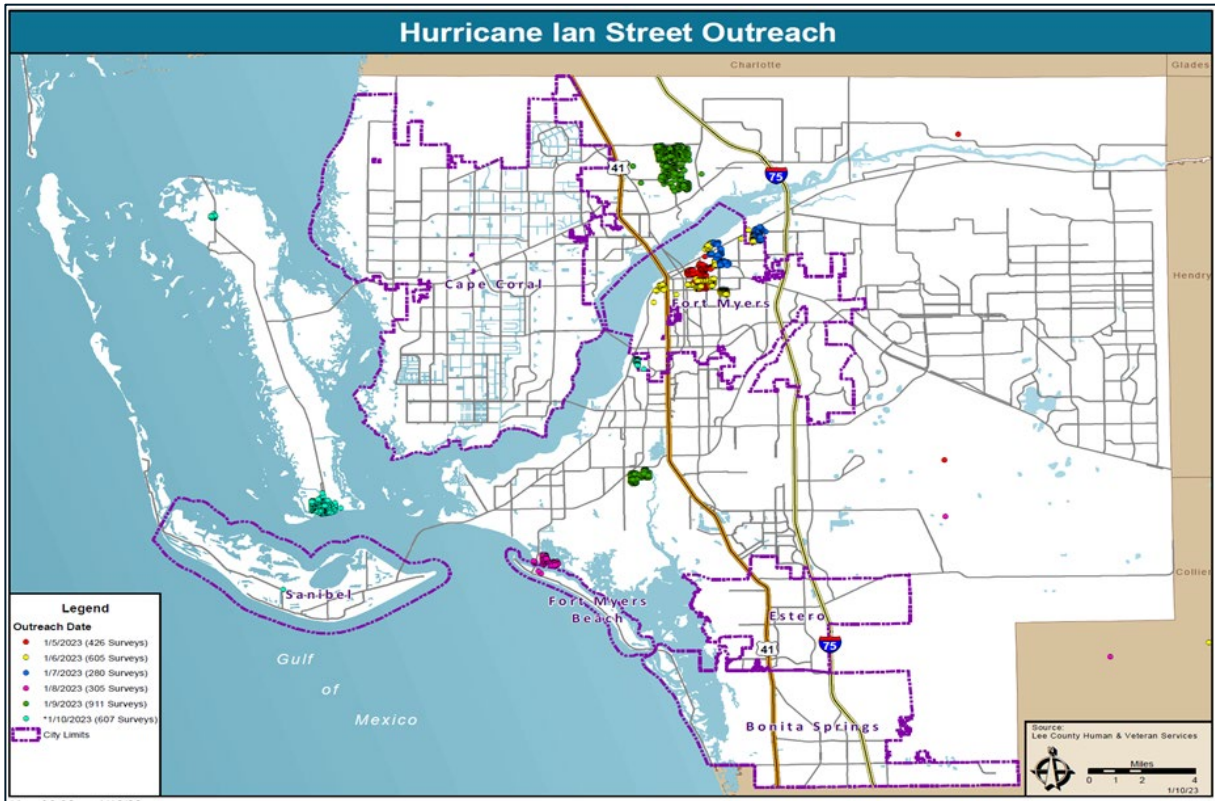 Hurricane Ian Street Outreach
Charlotte
Glades
41
75
Hendry
Cape Coral
Fort Myers
Collier
Sanibel
Fort Myers
Beach
Estero
41
75
Bonita Springs
Gulf
of
Mexico
Legend
Outreach Date
1/5/2023 (426 Surveys)
1/6/2023 (605 Surveys)
1/7/2023 (280 Surveys)
1/8/2023 (305 Surveys)
1/9/2023 (911 Surveys)
*1/10/2023 (607 Surveys)
City Limits
Source:
Lee County Human & Veteran Services
Miles
0 1 2 4
1/10/23